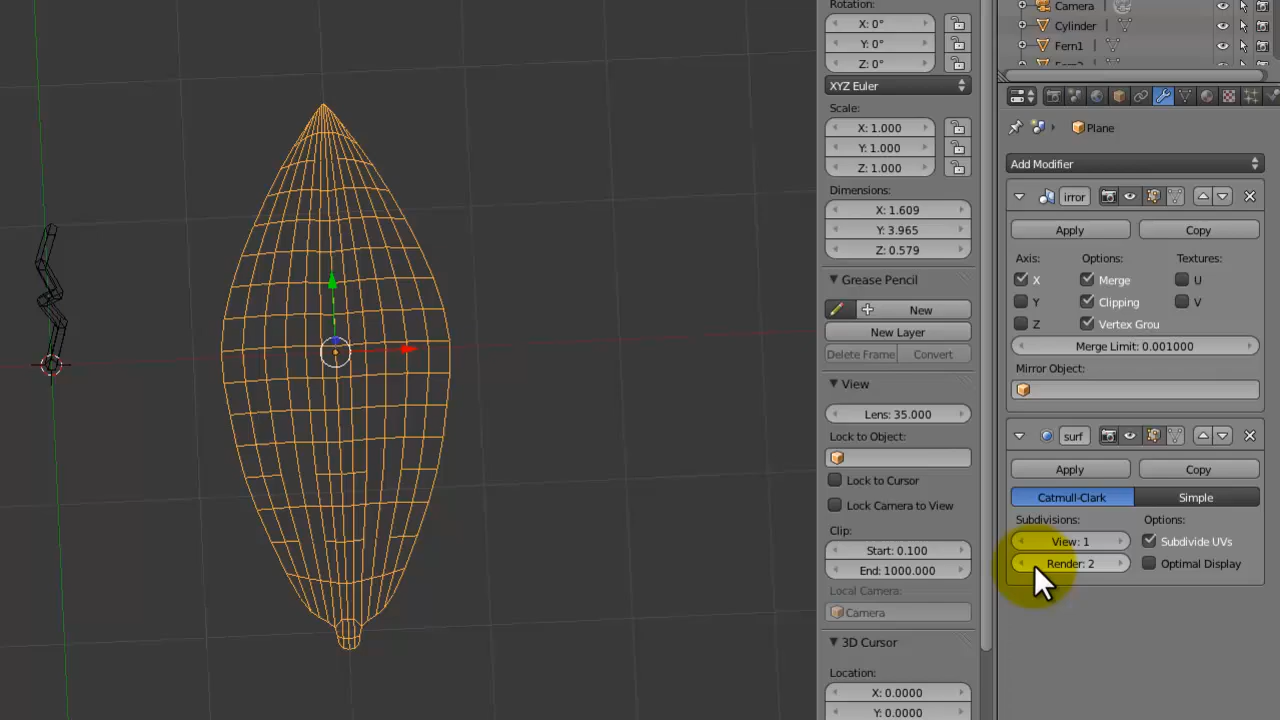 Rotation:
X: 0°
Y: 0°
Z: 0°
XYZ Euler
Scale:
X: 1.000
Y: 1.000
Z: 1.000
Dimensions:
X: 1.609
Y: 3.965
Z: 0.579
Grease Pencil
New
New Layer
Delete Frame
Convert
View
Lens: 35.000
Lock to Object:
Lock to Cursor
Lock Camera to View
Clip:
Start: 0.100
End: 1000.000
Local Camera:
Camera
3D Cursor
Location:
X: 0.0000
Y: 0.0000
Camera
Cylinder
Fern1
Plane
Add Modifier
irror
Apply
Copy
Axis:
Options:
Textures:
X
Merge
U
Y
Clipping
V
Z
Vertex Grou
Merge Limit: 0.001000
Mirror Object:
surf
Apply
Copy
Catmull-Clark
Simple
Subdivisions:
Options:
View: 1
Subdivide UVs
Render: 2
Optimal Display